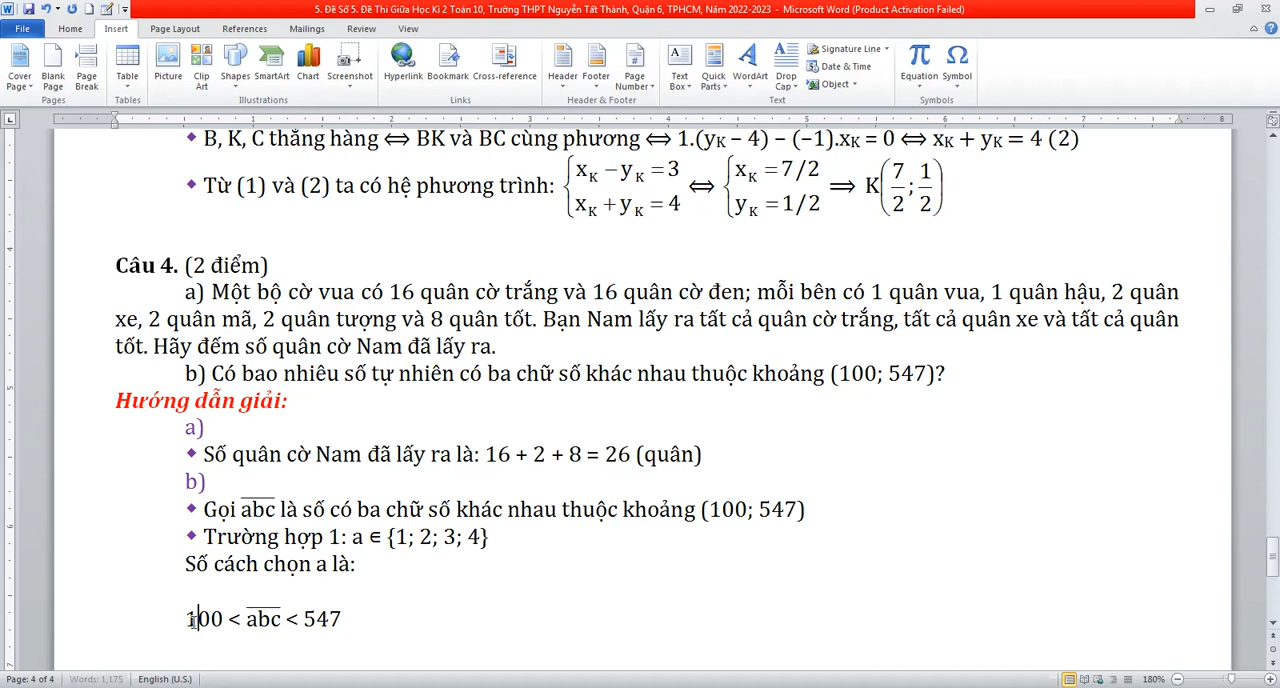 5. Đề Số 5. Đề Thi Giữa Học Kì 2 Toán 10, Trường THPT Nguyễn Tất Thành, Quận 6, TPHCM, Năm 2022-2023 - Microsoft Word (Product Activation Failed)
File Home Insert Page Layout References Mailings Review View
Cover Page Blank Page Page Break Table Picture Clip Art Shapes SmartArt Chart Screenshot Hyperlink Bookmark Cross-reference Header Footer Page Number Text Box Quick Parts WordArt Drop Cap Signature Line Date & Time Object Equation Symbol
Pages Tables Illustrations Links Header & Footer Text Symbols
1 2 3 4 5 6 7 8
B, K, C thẳng hàng ⇔ BK và BC cùng phương ⇔ 1.(yK – 4) – (–1).xK = 0 ⇔ xK + yK = 4 (2)
Từ (1) và (2) ta có hệ phương trình: { xK – yK = 3 ; xK + yK = 4 ⇔ { xK = 7/2 ; yK = 1/2 ⇒ K(7/2; 1/2)
Câu 4. (2 điểm)
a) Một bộ cờ vua có 16 quân cờ trắng và 16 quân cờ đen; mỗi bên có 1 quân vua, 1 quân hậu, 2 quân
xe, 2 quân mã, 2 quân tượng và 8 quân tốt. Bạn Nam lấy ra tất cả quân cờ trắng, tất cả quân xe và tất cả quân
tốt. Hãy đếm số quân cờ Nam đã lấy ra.
b) Có bao nhiêu số tự nhiên có ba chữ số khác nhau thuộc khoảng (100; 547)?
Hướng dẫn giải:
a)
Số quân cờ Nam đã lấy ra là: 16 + 2 + 8 = 26 (quân)
b)
Gọi abc là số có ba chữ số khác nhau thuộc khoảng (100; 547)
Trường hợp 1: a ∈ {1; 2; 3; 4}
Số cách chọn a là:
100 < abc < 547
Page: 4 of 4 Words: 1,175 English (U.S.) 180%